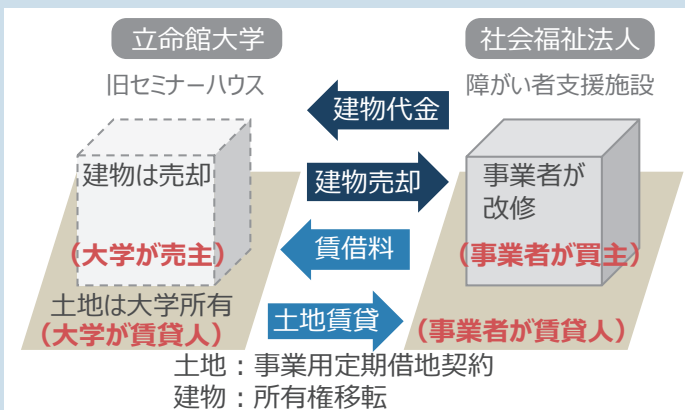 立命館大学
社会福祉法人
旧セミナーハウス
障がい者支援施設
建物代金
建物は売却
建物売却
事業者が
改修
(大学が売主)
賃借料
(事業者が買主)
土地は大学所有
(大学が賃貸人)
土地賃貸
(事業者が賃貸人)
土地：事業用定期借地契約
建物：所有権移転